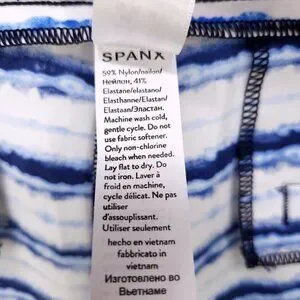 SPANX
59% Nylon/nailon/
Нейлон, 41%
Elastane/elastano/
Elasthanne/Elastan/
Elastaan/Эластан.
Machine wash cold,
gentle cycle. Do not
use fabric softener.
Only non-chlorine
bleach when needed.
Lay flat to dry. Do
not iron. Laver à
froid en machine,
cycle délicat. Ne pas
utiliser
d'assouplissant.
Utiliser seulement
hecho en vietnam
fabbricato in
vietnam
Изготовлено во
Вьетнаме